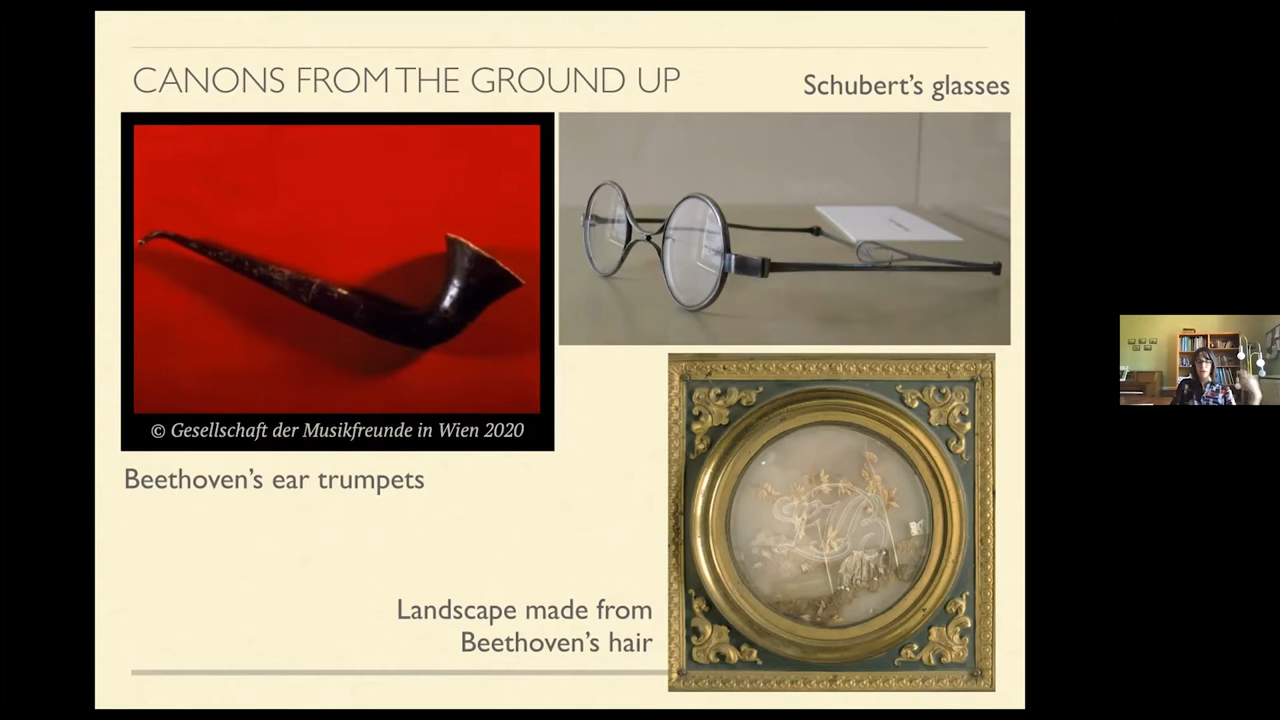 CANONS FROM THE GROUND UP
Schubert’s glasses
© Gesellschaft der Musikfreunde in Wien 2020
Beethoven’s ear trumpets
Landscape made from
Beethoven’s hair